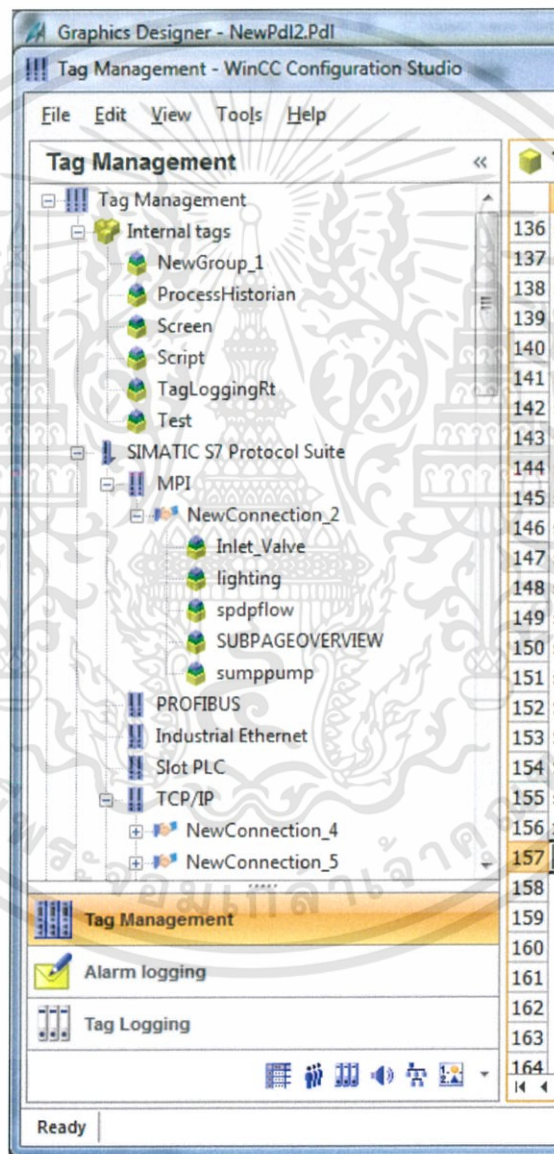 Graphics Designer - NewPdl2.Pdl
Tag Management - WinCC Configuration Studio
File Edit View Tools Help
Tag Management «
Tag Management
Internal tags
NewGroup_1
ProcessHistorian
Screen
Script
TagLoggingRt
Test
SIMATIC S7 Protocol Suite
MPI
NewConnection_2
Inlet_Valve
lighting
spdpflow
SUBPAGEOVERVIEW
sumppump
PROFIBUS
Industrial Ethernet
Slot PLC
TCP/IP
NewConnection_4
NewConnection_5
Tag Management
Alarm logging
Tag Logging
Ready
136
137
138
139
140
141
142
143
144
145
146
147
148
149
150
151
152
153
154
155
156
157
158
159
160
161
162
163
164